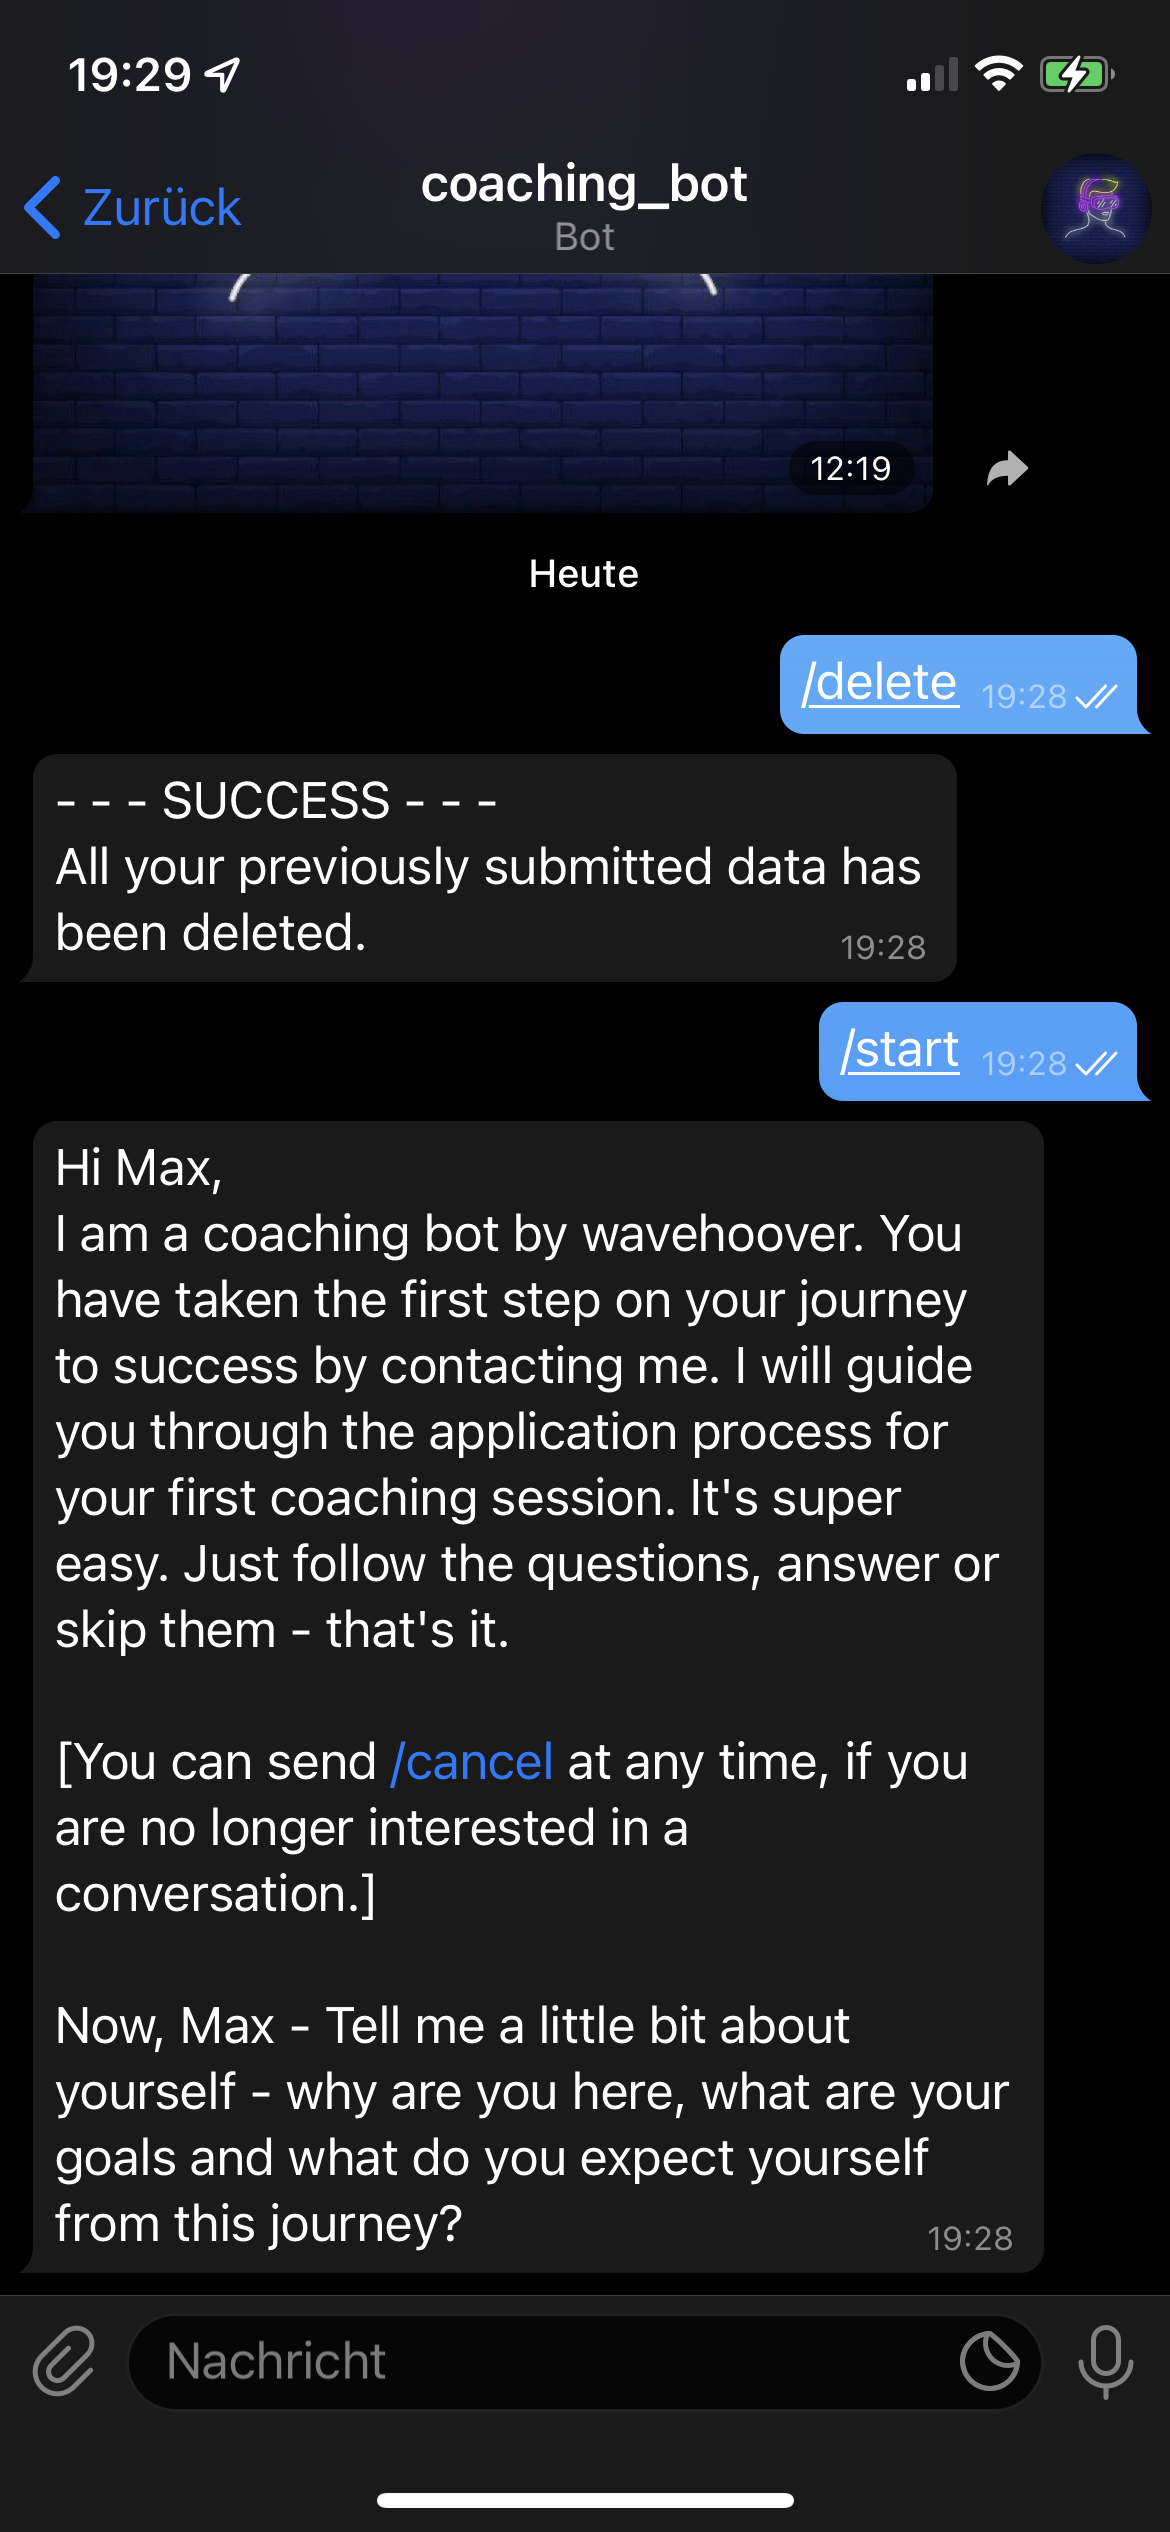 19:29
Zurück
coaching_bot
Bot
12:19
Heute
/delete 19:28
- - - SUCCESS - - -
All your previously submitted data has
been deleted.
19:28
/start 19:28
Hi Max,
I am a coaching bot by wavehoover. You
have taken the first step on your journey
to success by contacting me. I will guide
you through the application process for
your first coaching session. It's super
easy. Just follow the questions, answer or
skip them - that's it.
[You can send /cancel at any time, if you
are no longer interested in a
conversation.]
Now, Max - Tell me a little bit about
yourself - why are you here, what are your
goals and what do you expect yourself
from this journey?
19:28
Nachricht